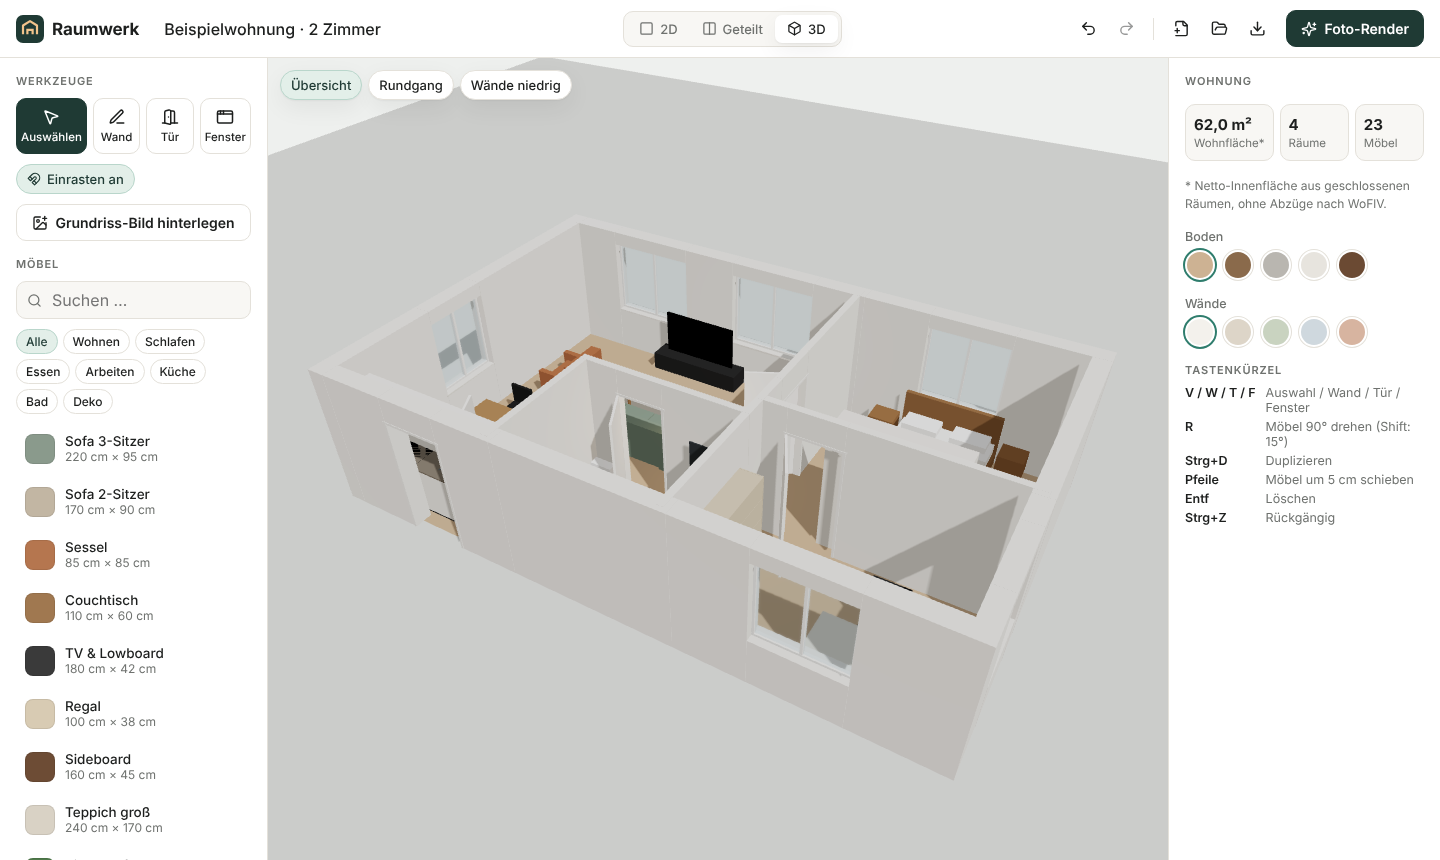 Raumwerk
Beispielwohnung · 2 Zimmer
2D
Geteilt
3D
Foto-Render
WERKZEUGE
Auswählen
Wand
Tür
Fenster
Einrasten an
Grundriss-Bild hinterlegen
MÖBEL
Suchen ...
Alle
Wohnen
Schlafen
Essen
Arbeiten
Küche
Bad
Deko
Sofa 3-Sitzer
220 cm × 95 cm
Sofa 2-Sitzer
170 cm × 90 cm
Sessel
85 cm × 85 cm
Couchtisch
110 cm × 60 cm
TV & Lowboard
180 cm × 42 cm
Regal
100 cm × 38 cm
Sideboard
160 cm × 45 cm
Teppich groß
240 cm × 170 cm
Übersicht
Rundgang
Wände niedrig
WOHNUNG
62,0 m²
Wohnfläche*
4
Räume
23
Möbel
* Netto-Innenfläche aus geschlossenen
Räumen, ohne Abzüge nach WoFlV.
Boden
Wände
TASTENKÜRZEL
V / W / T / F Auswahl / Wand / Tür /
Fenster
R Möbel 90° drehen (Shift:
15°)
Strg+D Duplizieren
Pfeile Möbel um 5 cm schieben
Entf Löschen
Strg+Z Rückgängig